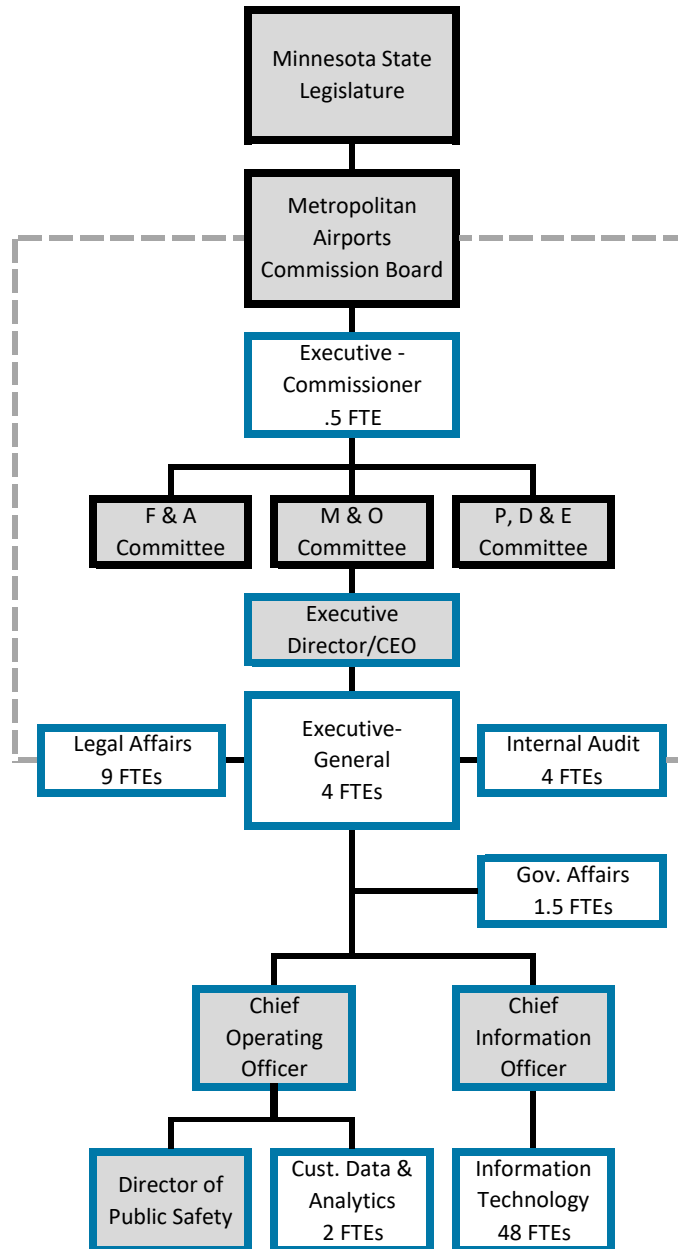 Minnesota State
Legislature
Metropolitan
Airports
Commission Board
Executive -
Commissioner
.5 FTE
F & A
Committee
M & O
Committee
P, D & E
Committee
Executive
Director/CEO
Legal Affairs
9 FTEs
Executive-
General
4 FTEs
Internal Audit
4 FTEs
Gov. Affairs
1.5 FTEs
Chief
Operating
Officer
Chief
Information
Officer
Director of
Public Safety
Cust. Data &
Analytics
2 FTEs
Information
Technology
48 FTEs